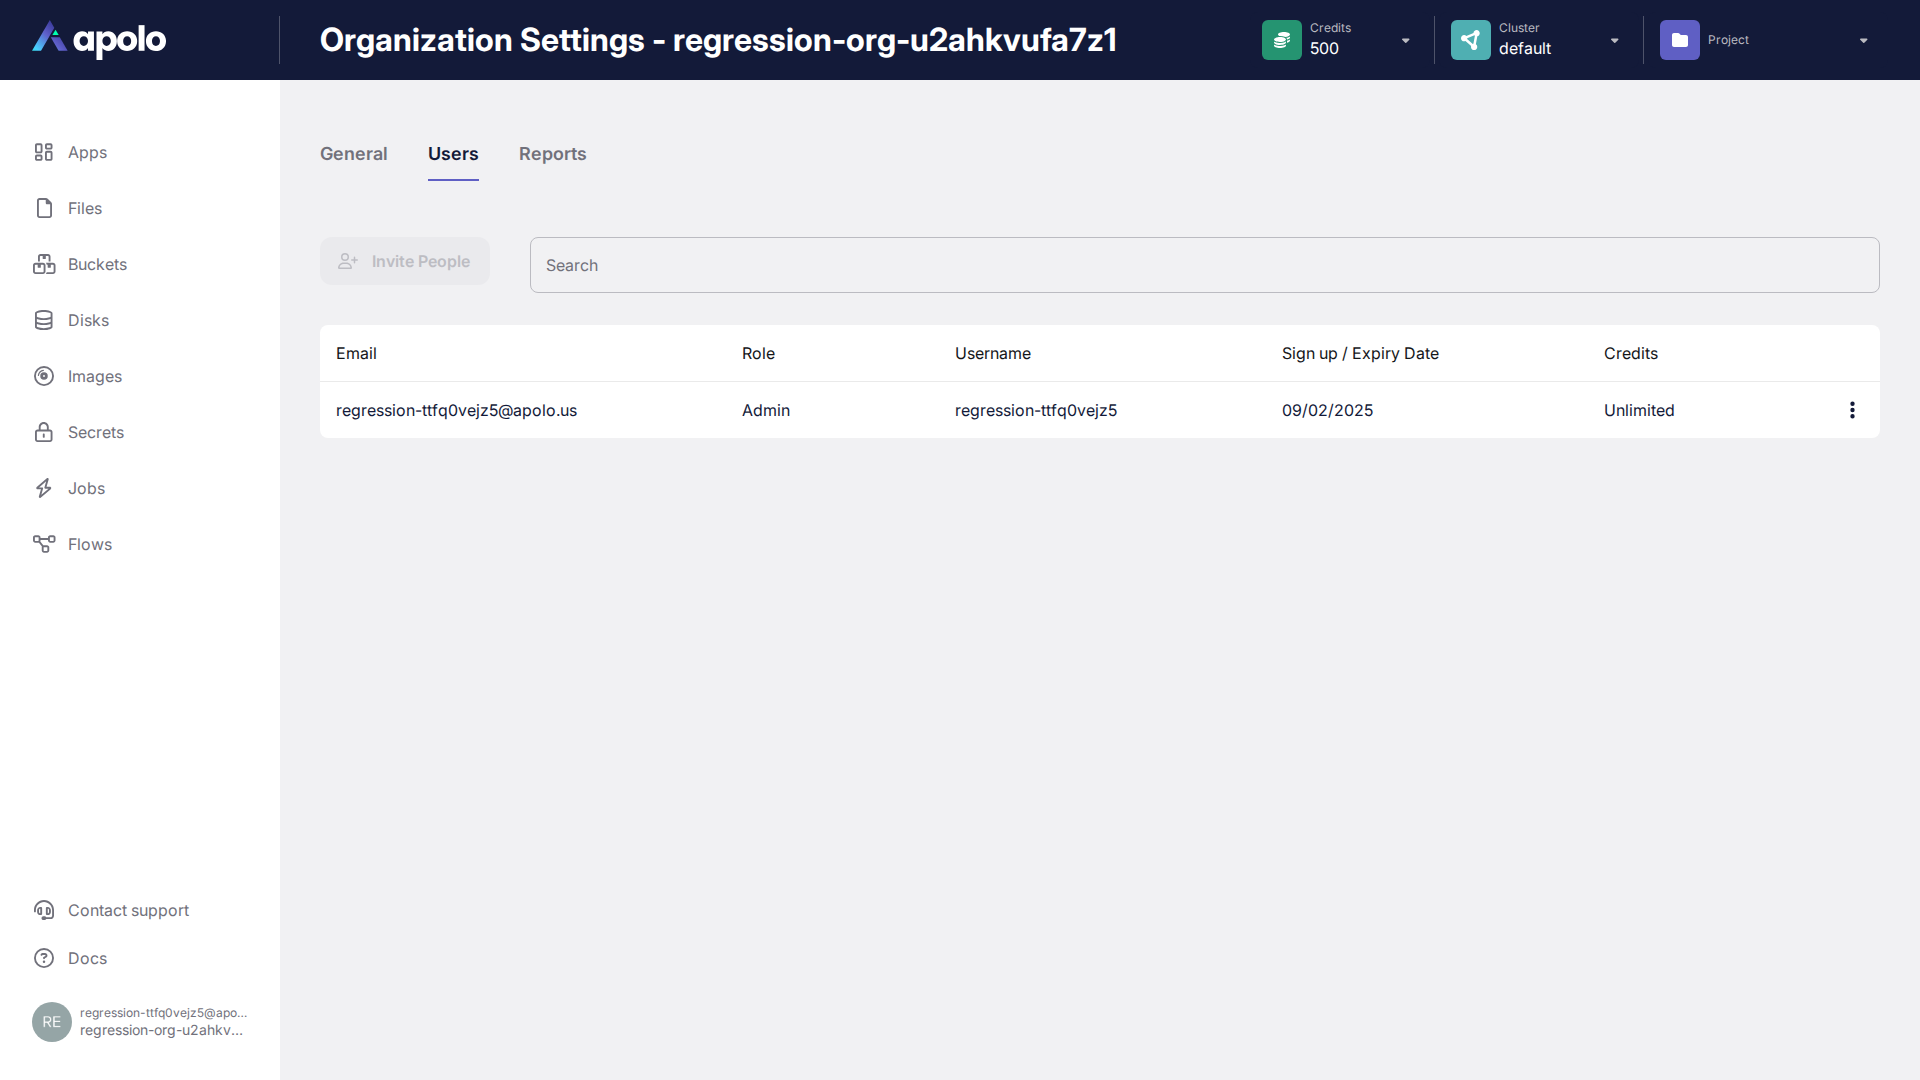 apolo
Organization Settings - regression-org-u2ahkvufa7z1
Credits
500
Cluster
default
Project
Apps
Files
Buckets
Disks
Images
Secrets
Jobs
Flows
General
Users
Reports
Invite People
Search
Email
Role
Username
Sign up / Expiry Date
Credits
regression-ttfq0vejz5@apolo.us
Admin
regression-ttfq0vejz5
09/02/2025
Unlimited
Contact support
Docs
RE
regression-ttfq0vejz5@apo...
regression-org-u2ahkv...